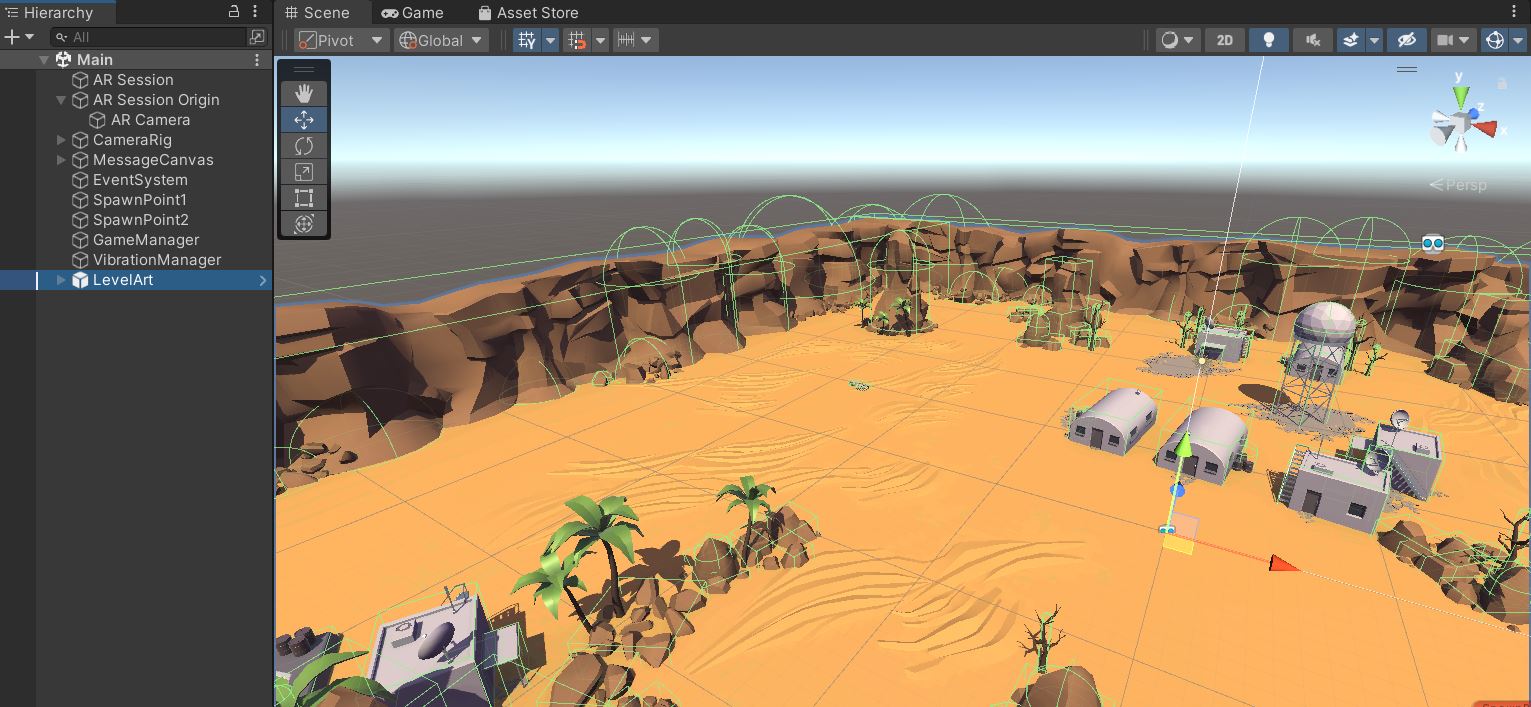 Hierarchy
Scene
Game
Asset Store
All
Pivot
Global
2D
Main
AR Session
AR Session Origin
AR Camera
CameraRig
MessageCanvas
EventSystem
SpawnPoint1
SpawnPoint2
GameManager
VibrationManager
LevelArt
y
z
x
Persp